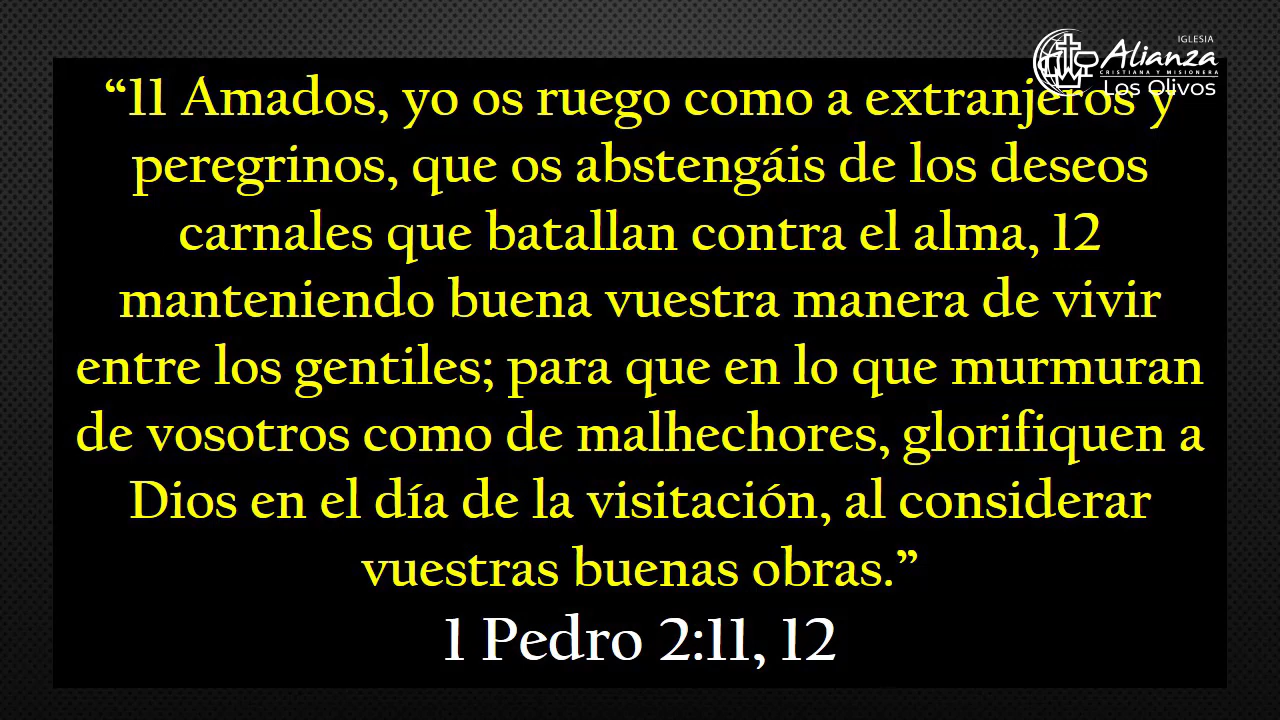 IGLESIA
Alianza
CRISTIANA Y MISIONERA
Los Olivos
“11 Amados, yo os ruego como a extranjeros y
peregrinos, que os abstengáis de los deseos
carnales que batallan contra el alma, 12
manteniendo buena vuestra manera de vivir
entre los gentiles; para que en lo que murmuran
de vosotros como de malhechores, glorifiquen a
Dios en el día de la visitación, al considerar
vuestras buenas obras.”
1 Pedro 2:11, 12